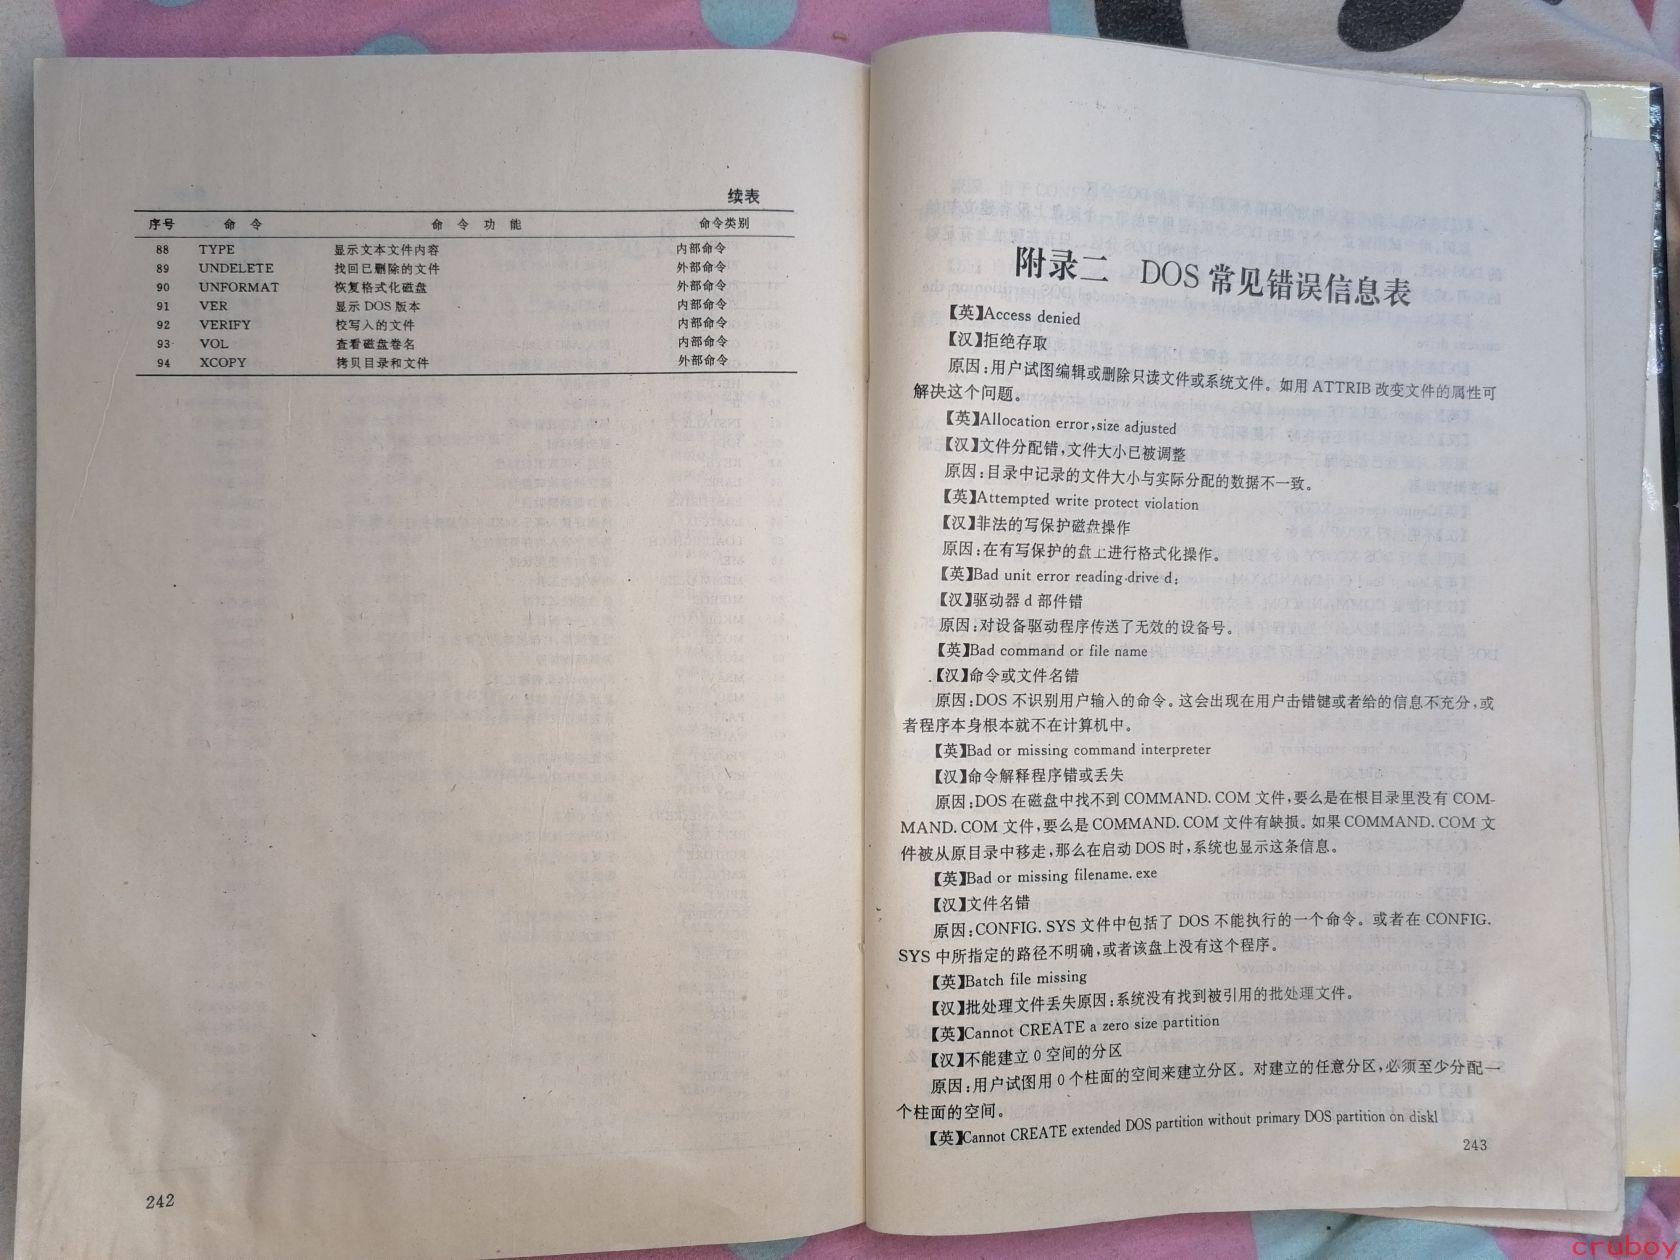 续表
序号 命 令 命 令 功 能 命令类别
88 TYPE 显示文本文件内容 内部命令
89 UNDELETE 找回已删除的文件 外部命令
90 UNFORMAT 恢复格式化磁盘 外部命令
91 VER 显示 DOS 版本 内部命令
92 VERIFY 校写入的文件 内部命令
93 VOL 查看磁盘卷名 内部命令
94 XCOPY 拷贝目录和文件 外部命令
242
附录二 DOS 常见错误信息表
【英】Access denied
【汉】拒绝存取
原因:用户试图编辑或删除只读文件或系统文件。如用 ATTRIB 改变文件的属性可
解决这个问题。
【英】Allocation error,size adjusted
【汉】文件分配错,文件大小已被调整
原因:目录中记录的文件大小与实际分配的数据不一致。
【英】Attempted write protect violation
【汉】非法的写保护磁盘操作
原因:在有写保护的盘上进行格式化操作。
【英】Bad unit error reading drive d:
【汉】驱动器 d 部件错
原因:对设备驱动程序传送了无效的设备号。
【英】Bad command or file name
【汉】命令或文件名错
原因:DOS 不识别用户输入的命令。这会出现在用户击错键或者给的信息不充分,或
者程序本身根本就不在计算机中。
【英】Bad or missing command interpreter
【汉】命令解释程序错或丢失
原因:DOS 在磁盘中找不到 COMMAND. COM 文件,要么是在根目录里没有 COM-
MAND. COM 文件,要么是 COMMAND. COM 文件有缺损。如果 COMMAND. COM 文
件被从原目录中移走,那么在启动 DOS 时,系统也显示这条信息。
【英】Bad or missing filename. exe
【汉】文件名错
原因:CONFIG. SYS 文件中包括了 DOS 不能执行的一个命令。或者在 CONFIG.
SYS 中所指定的路径不明确,或者该盘上没有这个程序。
【英】Batch file missing
【汉】批处理文件丢失原因:系统没有找到被引用的批处理文件。
【英】Cannot CREATE a zero size partition
【汉】不能建立 0 空间的分区
原因:用户试图用 0 个柱面的空间来建立分区。对建立的任意分区,必须至少分配一
个柱面的空间。
【英】Cannot CREATE extended DOS partition without primary DOS partition on diskl
243
cruboy